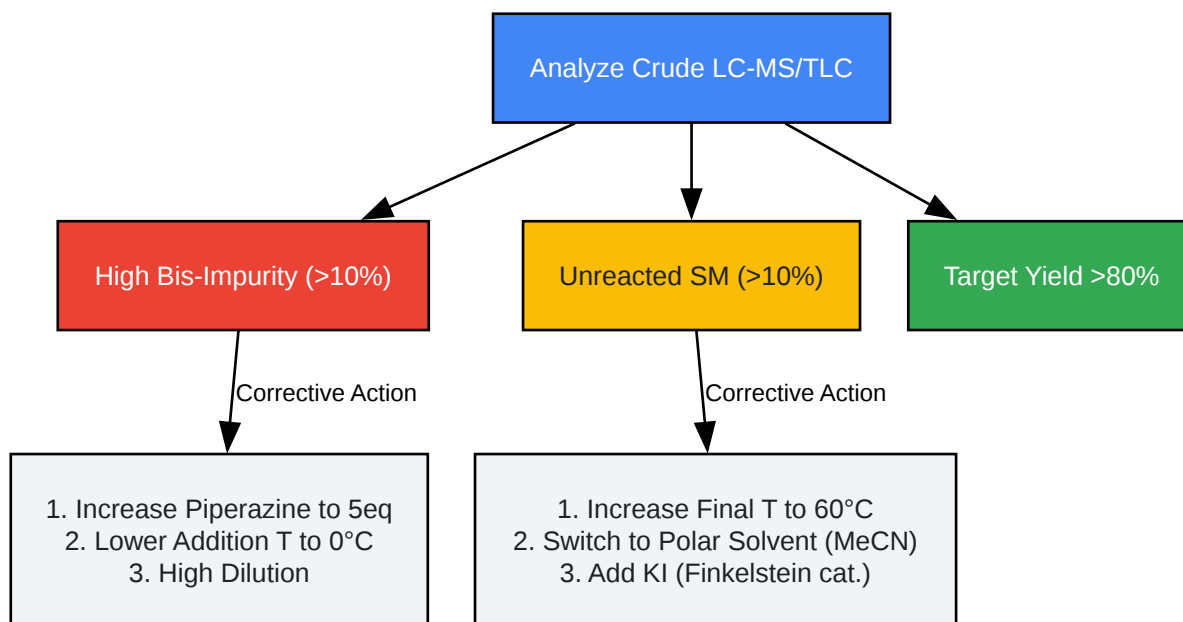 Analyze Crude LC-MS/TLC
High Bis-Impurity (>10%)
Unreacted SM (>10%)
Target Yield >80%
Corrective Action
Corrective Action
1. Increase Piperazine to 5eq
2. Lower Addition T to 0°C
3. High Dilution
1. Increase Final T to 60°C
2. Switch to Polar Solvent (MeCN)
3. Add KI (Finkelstein cat.)